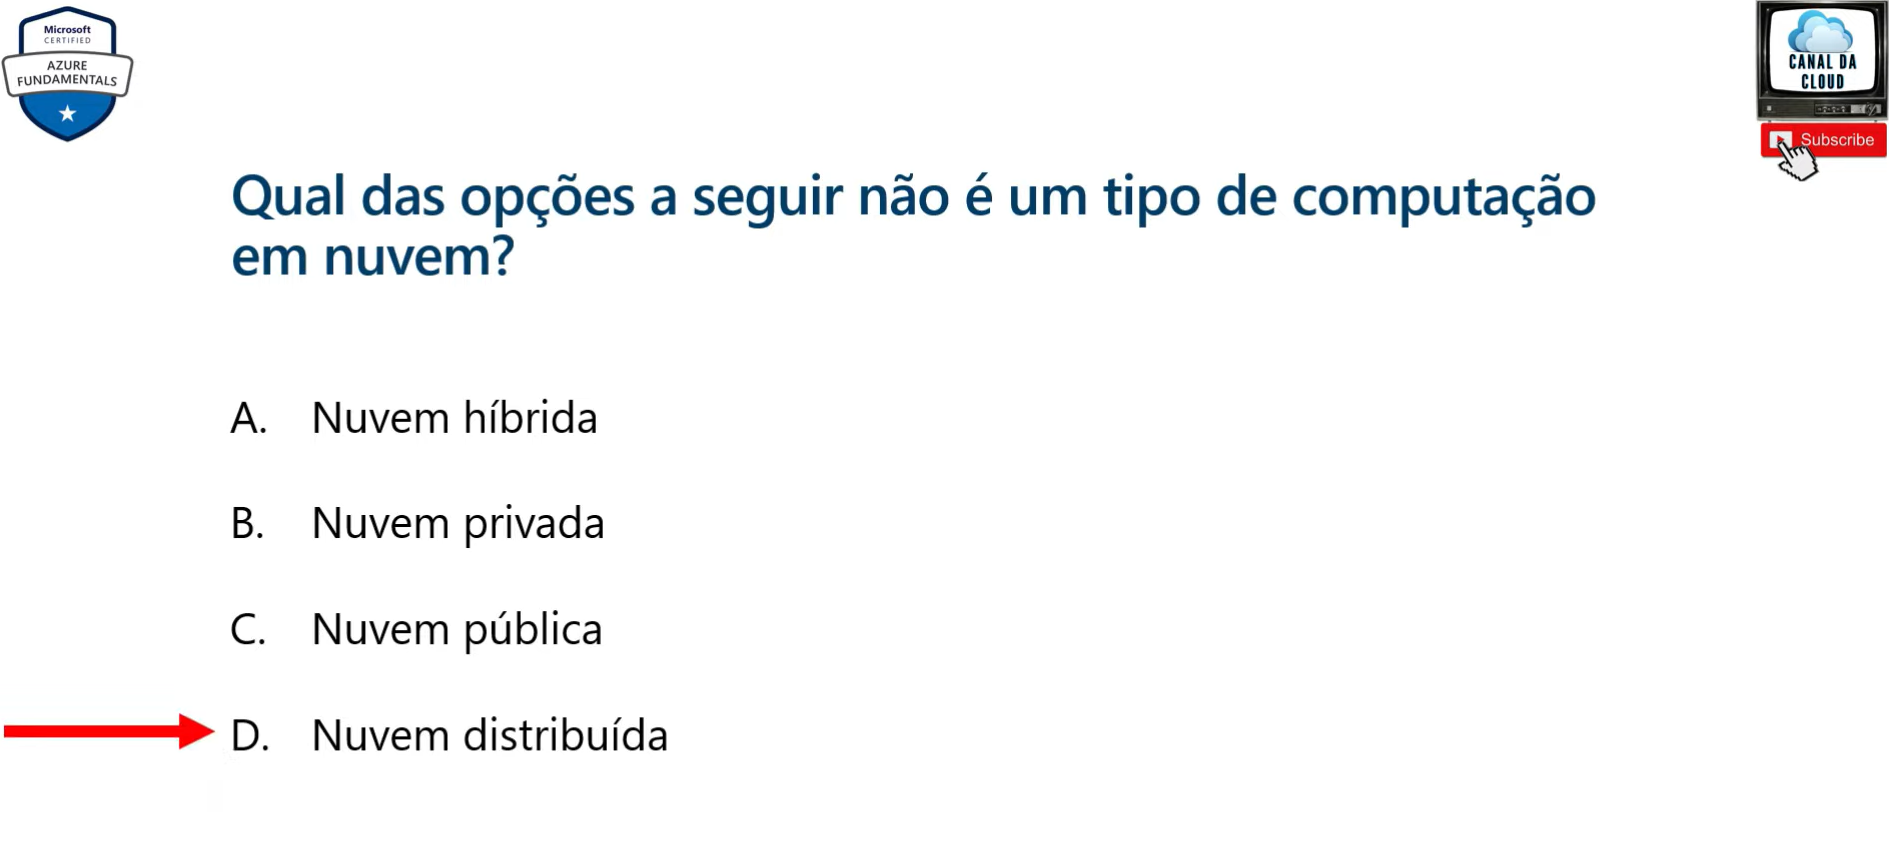 Microsoft
CERTIFIED
AZURE
FUNDAMENTALS
CANAL DA
CLOUD
Subscribe
Qual das opções a seguir não é um tipo de computação
em nuvem?
A. Nuvem híbrida
B. Nuvem privada
C. Nuvem pública
D. Nuvem distribuída